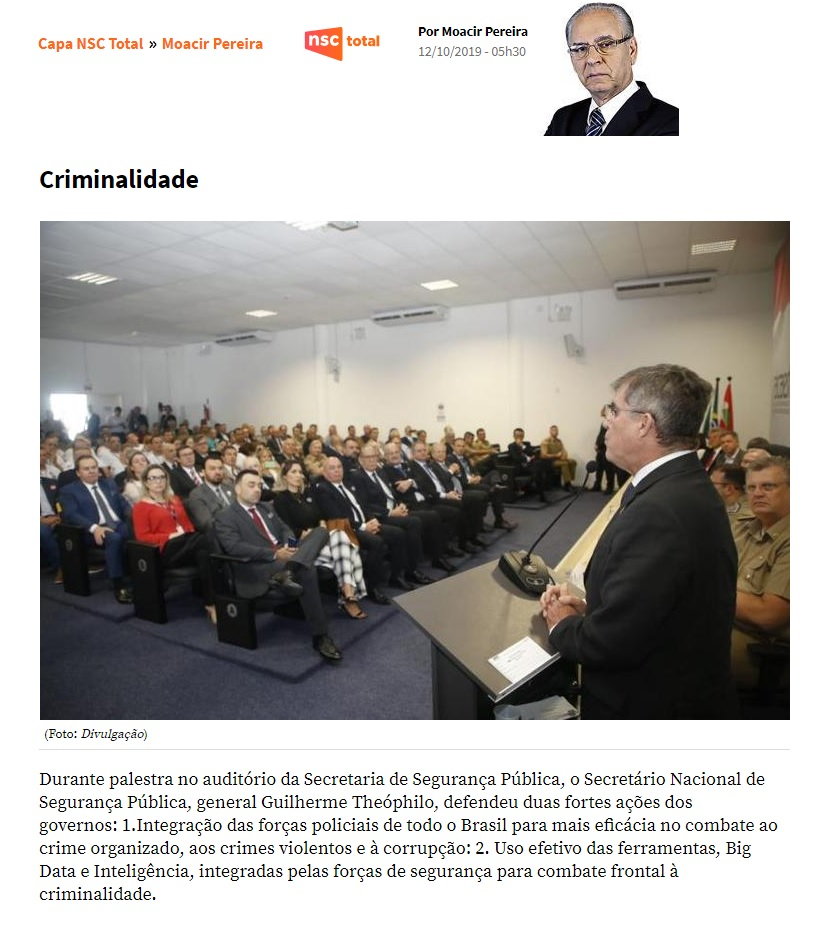 Capa NSC Total » Moacir Pereira
nsc total
Por Moacir Pereira
12/10/2019 - 05h30
Criminalidade
(Foto: Divulgação)
Durante palestra no auditório da Secretaria de Segurança Pública, o Secretário Nacional de
Segurança Pública, general Guilherme Theóphilo, defendeu duas fortes ações dos
governos: 1.Integração das forças policiais de todo o Brasil para mais eficácia no combate ao
crime organizado, aos crimes violentos e à corrupção: 2. Uso efetivo das ferramentas, Big
Data e Inteligência, integradas pelas forças de segurança para combate frontal à
criminalidade.